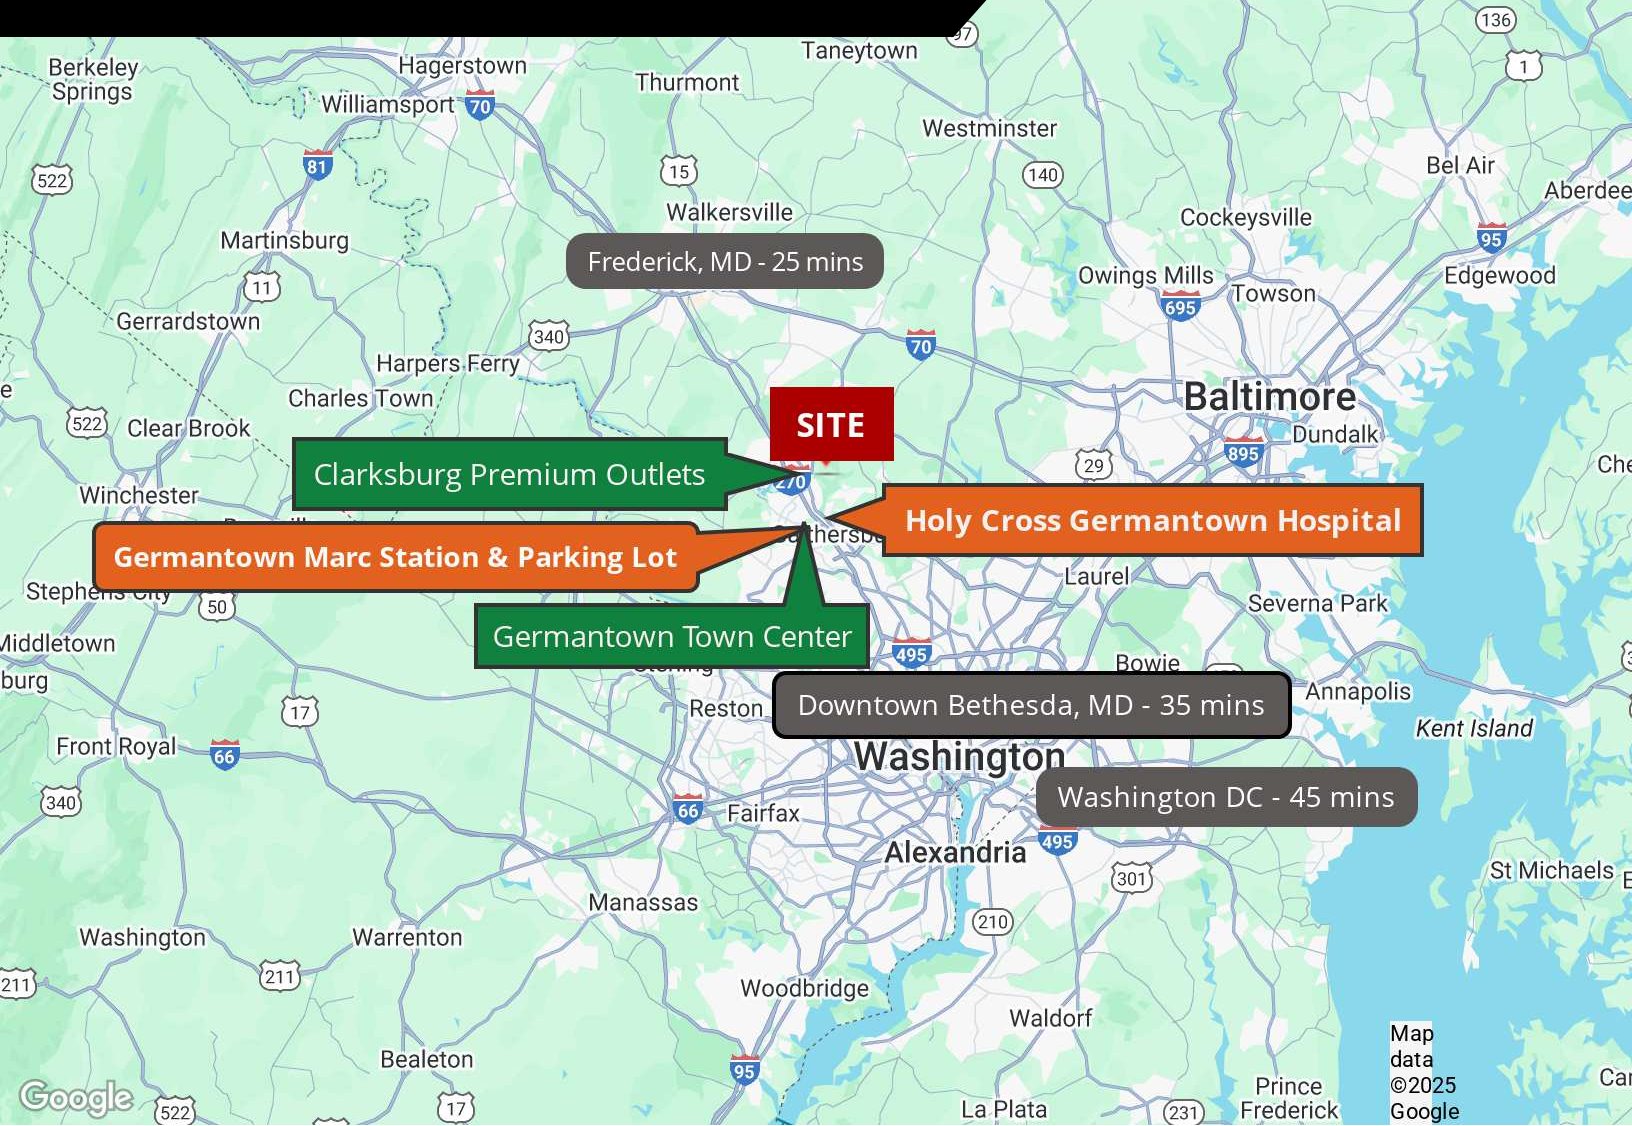 136
97
Taneytown
1
Berkeley
Springs
Hagerstown
Thurmont
Williamsport
70
Westminster
81
15
140
Bel Air
522
Aberdee
Walkersville
Cockeysville
Martinsburg
95
Frederick, MD - 25 mins
11
Owings Mills
Edgewood
Towson
695
Gerrardstown
340
70
Harpers Ferry
Charles Town
Baltimore
522
Clear Brook
SITE
Dundalk
895
29
Che
Clarksburg Premium Outlets
270
Winchester
Holy Cross Germantown Hospital
Germantown Marc Station & Parking Lot
Laurel
Stephens City
50
Severna Park
Middletown
Germantown Town Center
495
Bowie
burg
Sterling
Annapolis
Reston
Downtown Bethesda, MD - 35 mins
17
Kent Island
Front Royal
66
Washington
340
Washington DC - 45 mins
66
Fairfax
495
Alexandria
St Michaels
301
Manassas
210
Washington
Warrenton
211
211
Woodbridge
Waldorf
Map
data
©2025
Google
Bealeton
95
Prince
Frederick
Google
522
17
La Plata
231